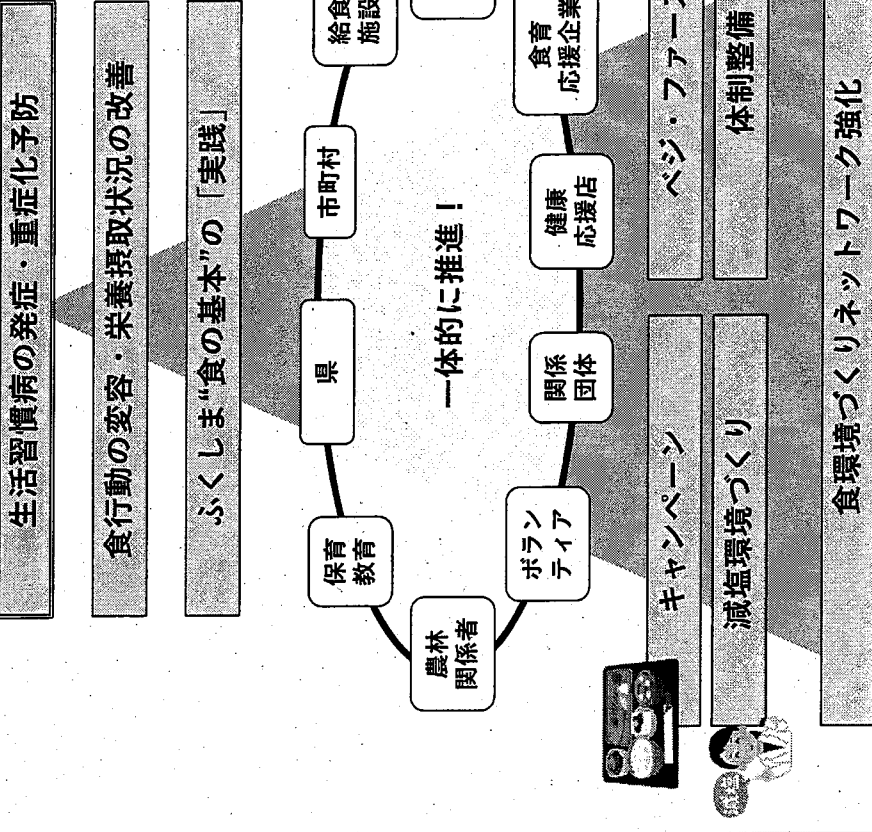 生活習慣病の発症・重症化予防
食行動の変容・栄養摂取状況の改善
ふくしま“食の基本”の「実践」
保育
教育
県
市町村
給食
施設
一体的に推進!
農林
関係者
ボラン
ティア
関係
団体
健康
応援店
食育
応援企業
キャンペーン
ベジ・ファース
減塩環境づくり
体制整備
食環境づくりネットワーク強化
減塩